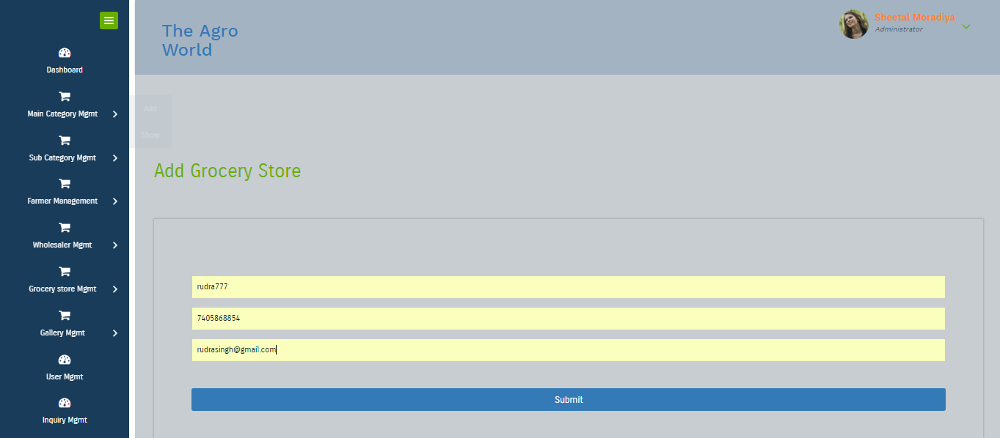 The Agro
World
Sheetal Moradiya
Administrator
Dashboard
Main Category Mgmt
Sub Category Mgmt
Farmer Management
Wholesaler Mgmt
Grocery store Mgmt
Gallery Mgmt
User Mgmt
Inquiry Mgmt
Add
Show
Add Grocery Store
rudra777
7405868854
rudrasingh@gmail.com
Submit